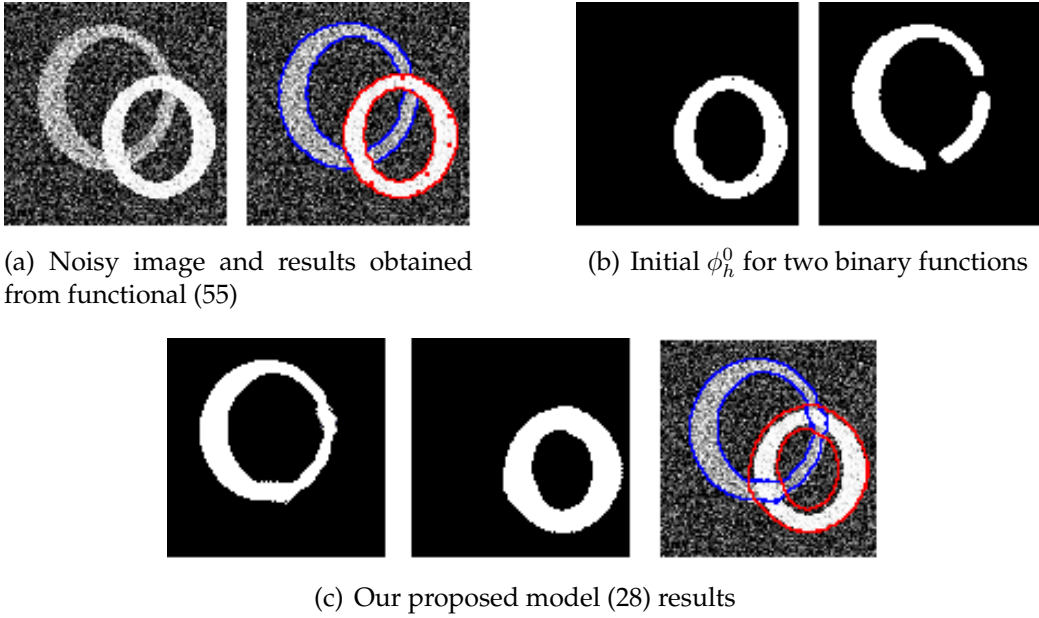 (a) Noisy image and results obtained
from functional (55)
(b) Initial ϕ_h^0 for two binary functions
(c) Our proposed model (28) results